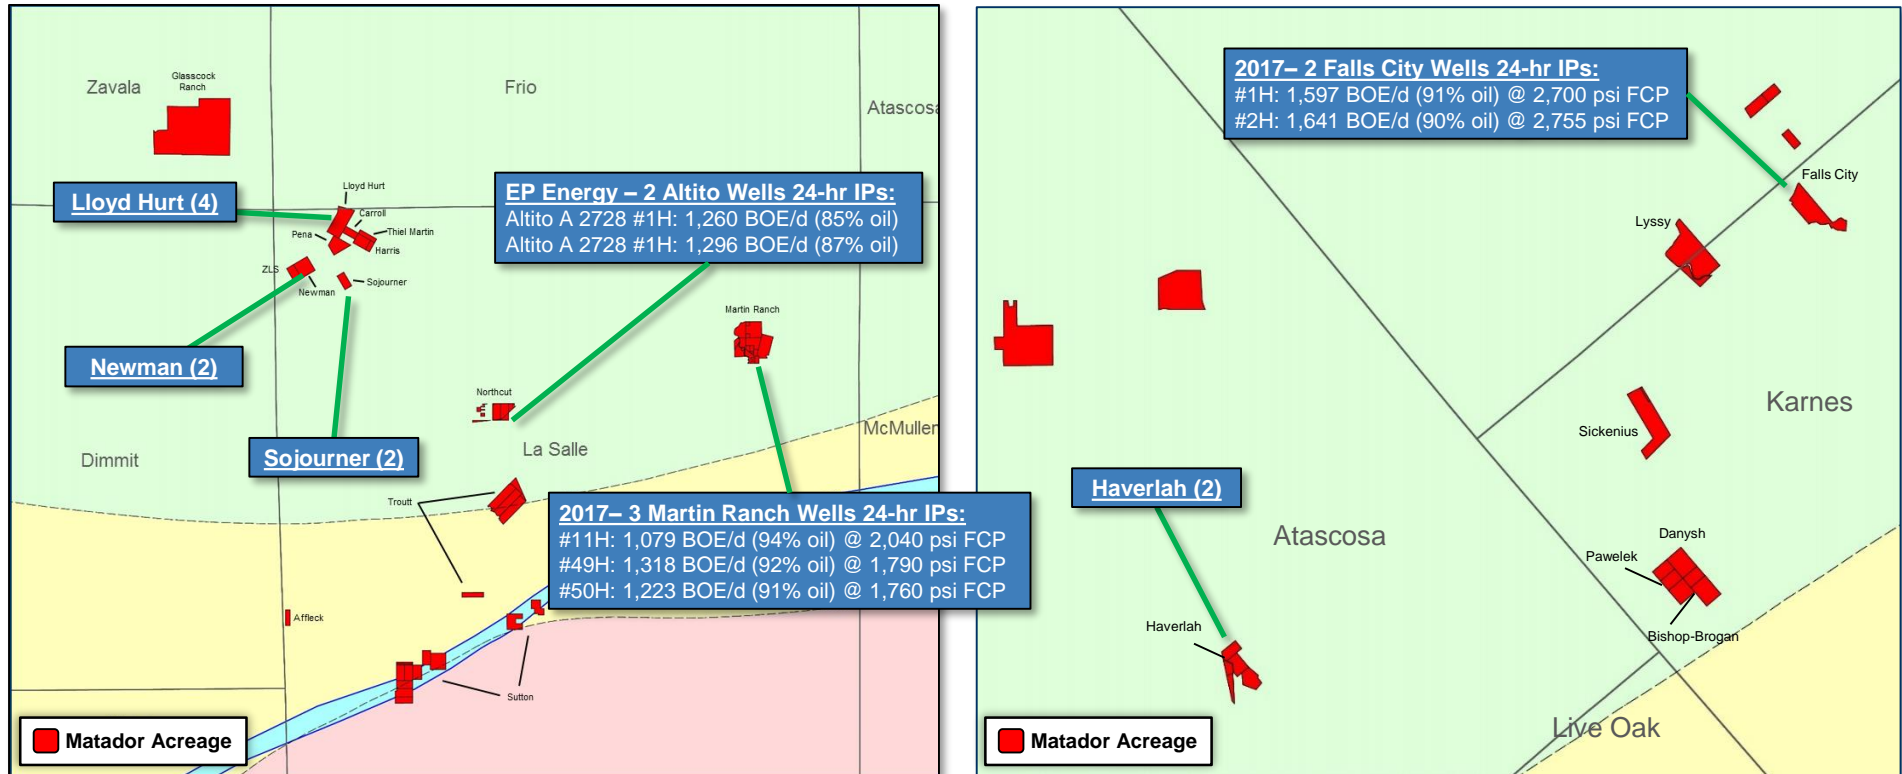 Zavala
Glasscock
Ranch
Frio
Atascosa
Lloyd Hurt (4)
Lloyd Hurt
Carroll
Pena
Thiel Martin
Harris
ZLS
Newman
Sojourner
EP Energy – 2 Altito Wells 24-hr IPs:
Altito A 2728 #1H: 1,260 BOE/d (85% oil)
Altito A 2728 #1H: 1,296 BOE/d (87% oil)
Newman (2)
Martin Ranch
Northcut
Sojourner (2)
La Salle
McMullen
Dimmit
Troutt
2017– 3 Martin Ranch Wells 24-hr IPs:
#11H: 1,079 BOE/d (94% oil) @ 2,040 psi FCP
#49H: 1,318 BOE/d (92% oil) @ 1,790 psi FCP
#50H: 1,223 BOE/d (91% oil) @ 1,760 psi FCP
Affleck
Sutton
Matador Acreage
2017– 2 Falls City Wells 24-hr IPs:
#1H: 1,597 BOE/d (91% oil) @ 2,700 psi FCP
#2H: 1,641 BOE/d (90% oil) @ 2,755 psi FCP
Falls City
Lyssy
Karnes
Sickenius
Haverlah (2)
Atascosa
Danysh
Pawelek
Bishop-Brogan
Haverlah
Live Oak
Matador Acreage